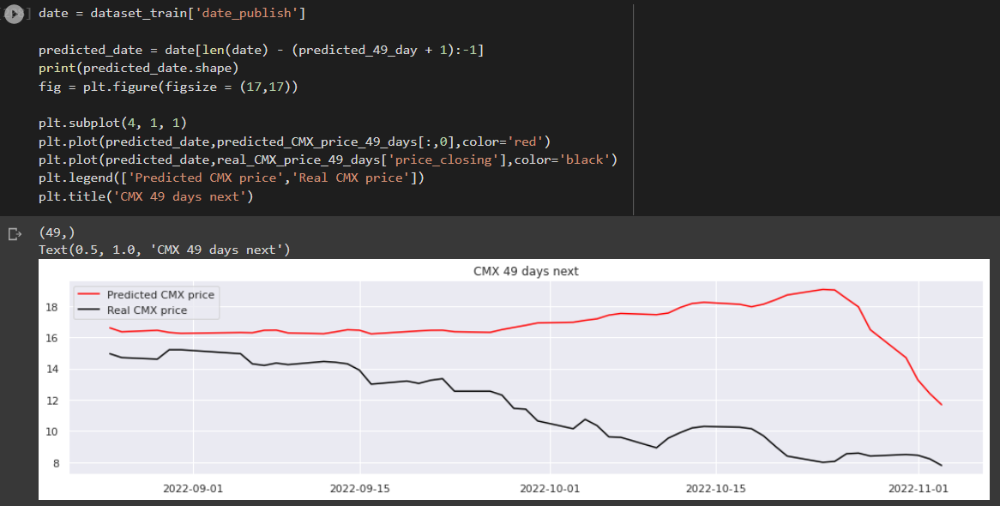 date = dataset_train['date_publish']
predicted_date = date[len(date) - (predicted_49_day + 1):-1]
print(predicted_date.shape)
fig = plt.figure(figsize = (17,17))
plt.subplot(4, 1, 1)
plt.plot(predicted_date,predicted_CMX_price_49_days[:,0],color='red')
plt.plot(predicted_date,real_CMX_price_49_days['price_closing'],color='black')
plt.legend(['Predicted CMX price','Real CMX price'])
plt.title('CMX 49 days next')
(49,)
Text(0.5, 1.0, 'CMX 49 days next')
CMX 49 days next
Predicted CMX price
Real CMX price
18
16
14
12
10
8
2022-09-01 2022-09-15 2022-10-01 2022-10-15 2022-11-01